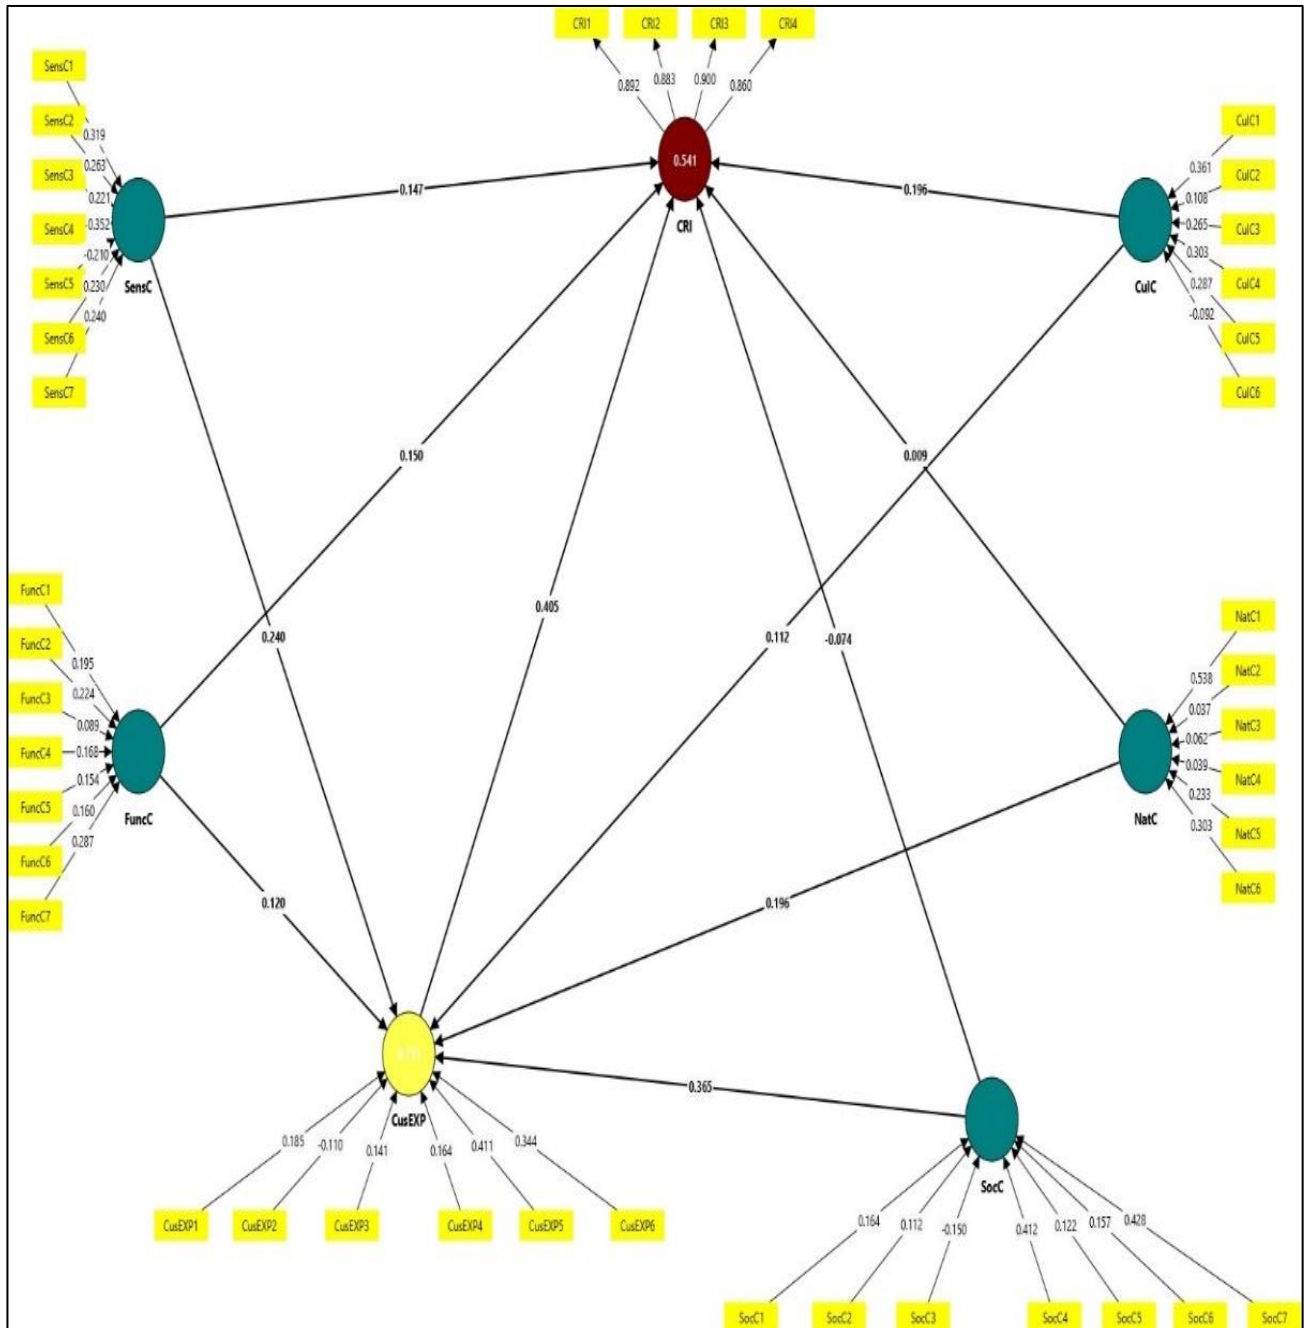 CRI1 CRI2 CRI3 CRI4
0.892 0.883 0.900 0.860
0.541
CRI
SensC1
SensC2
SensC3
SensC4
SensC5
SensC6
SensC7
0.319
0.263
0.221
-0.352
-0.210
0.230
0.240
SensC
CulC1
CulC2
CulC3
CulC4
CulC5
CulC6
0.361
0.108
0.265
0.303
0.287
-0.092
CulC
0.147
0.196
0.150
0.009
0.405
0.240
0.112
-0.074
FuncC1
FuncC2
FuncC3
FuncC4
FuncC5
FuncC6
FuncC7
0.195
0.224
0.089
0.168
0.154
0.160
0.287
FuncC
NatC1
NatC2
NatC3
NatC4
NatC5
NatC6
0.538
0.037
0.062
0.039
0.233
0.303
NatC
0.120
0.196
0.365
CusEXP
0.185 -0.110 0.141 0.164 0.411 0.344
CusEXP1 CusEXP2 CusEXP3 CusEXP4 CusEXP5 CusEXP6
SocC
0.164 0.112 -0.150 0.412 0.122 0.157 0.428
SocC1 SocC2 SocC3 SocC4 SocC5 SocC6 SocC7